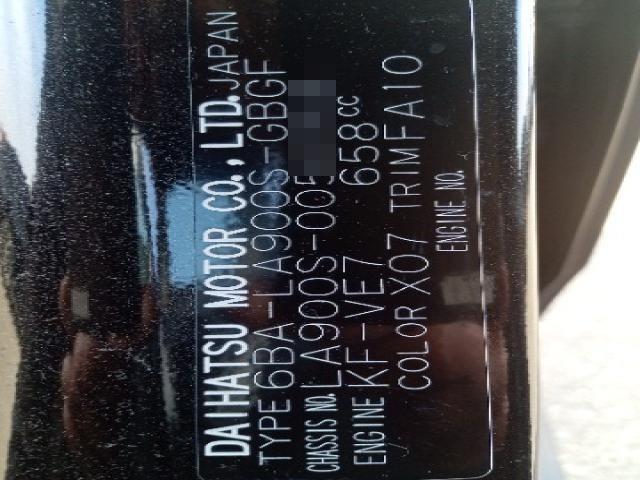 DAIHATSU MOTOR CO., LTD. JAPAN
TYPE 6BA-LA900S-GBGF
CHASSIS NO. LA900S-005
ENGINE KF-VE7 658cc
COLOR X07 TRIM FA10
ENGINE NO.